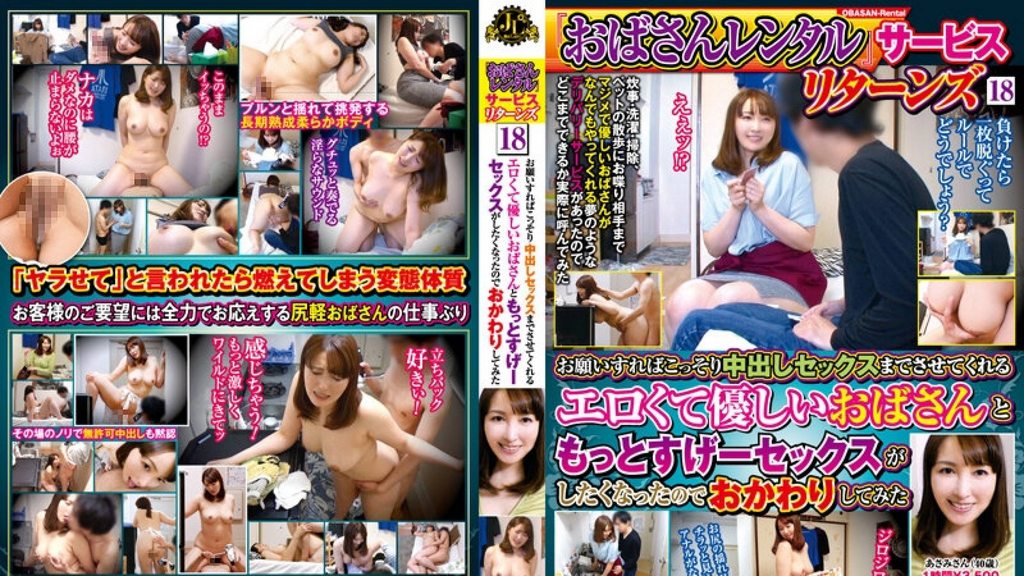 このまま
イッちゃうの!?
ナカは
ダメなのに腰が
止まらないよぉ
プルンと揺れて挑発する
長期熟成柔らかボディ
グチュッと奏でる
淫らなサウンド
「ヤラせて」と言われたら燃えてしまう変態体質
お客様のご要望には全力でお応えする尻軽おばさんの仕事ぶり
感じちゃう!
もっと激しく
ワイルドにきてッ
立ちバック
好きぃ!
その場のノリで無許可中出しも黙認
おばさんレンタル
サービス
リターンズ
18
お願いすればこっそり中出しセックスまでさせてくれる
エロくて優しいおばさんともっとすげー
セックスがしたくなったのでおかわりしてみた
OBASAN-Rental
『おばさんレンタル』サービス
リターンズ 18
炊事・洗濯・掃除、
ペットの散歩にお喋り相手まで…
マジメで優しいおばさんが
なんでもやってくれる夢のような
デリバリーサービスがあったので
どこまでできるか実際に呼んでみた
えぇッ!?
負けたら
一枚脱ぐって
ルールで
どうでしょう?
お願いすればこっそり中出しセックスまでさせてくれる
エロくて優しいおばさんと
もっとすげーセックスが
したくなったのでおかわりしてみた
あさみさん(40歳)
1時間¥3,500